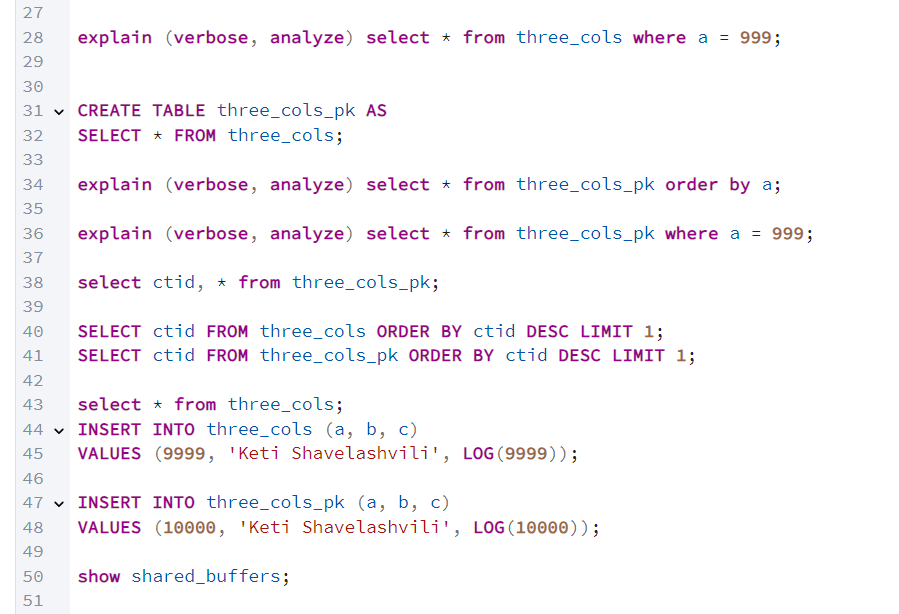 27
28 explain (verbose, analyze) select * from three_cols where a = 999;
29
30
31 CREATE TABLE three_cols_pk AS
32 SELECT * FROM three_cols;
33
34 explain (verbose, analyze) select * from three_cols_pk order by a;
35
36 explain (verbose, analyze) select * from three_cols_pk where a = 999;
37
38 select ctid, * from three_cols_pk;
39
40 SELECT ctid FROM three_cols ORDER BY ctid DESC LIMIT 1;
41 SELECT ctid FROM three_cols_pk ORDER BY ctid DESC LIMIT 1;
42
43 select * from three_cols;
44 INSERT INTO three_cols (a, b, c)
45 VALUES (9999, 'Keti Shavelashvili', LOG(9999));
46
47 INSERT INTO three_cols_pk (a, b, c)
48 VALUES (10000, 'Keti Shavelashvili', LOG(10000));
49
50 show shared_buffers;
51